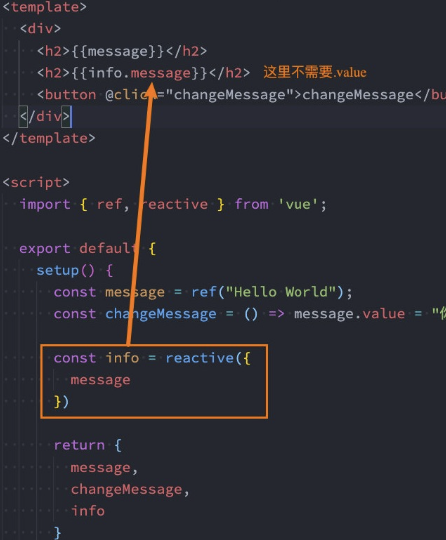 <template>
<div>
<h2>{{message}}</h2>
<h2>{{info.message}}</h2> 这里不需要.value
<button @click="changeMessage">changeMessage</bu
</div>
</template>
<script>
import { ref, reactive } from 'vue';
export default {
setup() {
const message = ref("Hello World");
const changeMessage = () => message.value = "你
const info = reactive({
message
})
return {
message,
changeMessage,
info
}